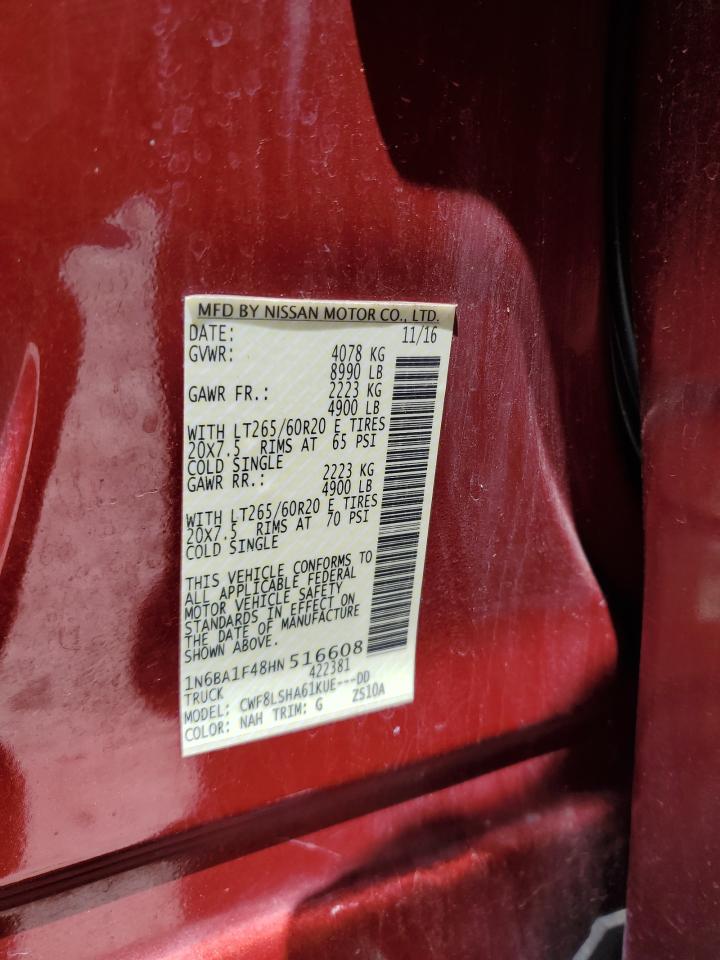 MFD BY NISSAN MOTOR CO., LTD.
DATE: 11/16
GVWR: 4078 KG
8990 LB
GAWR FR.: 2223 KG
4900 LB
WITH LT265/60R20 E TIRES
20X7.5 RIMS AT 65 PSI
COLD SINGLE
GAWR RR.: 2223 KG
4900 LB
WITH LT265/60R20 E TIRES
20X7.5 RIMS AT 70 PSI
COLD SINGLE
THIS VEHICLE CONFORMS TO
ALL APPLICABLE FEDERAL
MOTOR VEHICLE SAFETY
STANDARDS IN EFFECT ON
THE DATE OF MANUFACTURE
SHOWN ABOVE.
1N6BA1F48HN516608
TRUCK 422381
MODEL: CWF8LSHA61KUE---DD
COLOR: NAH TRIM: G ZS10A